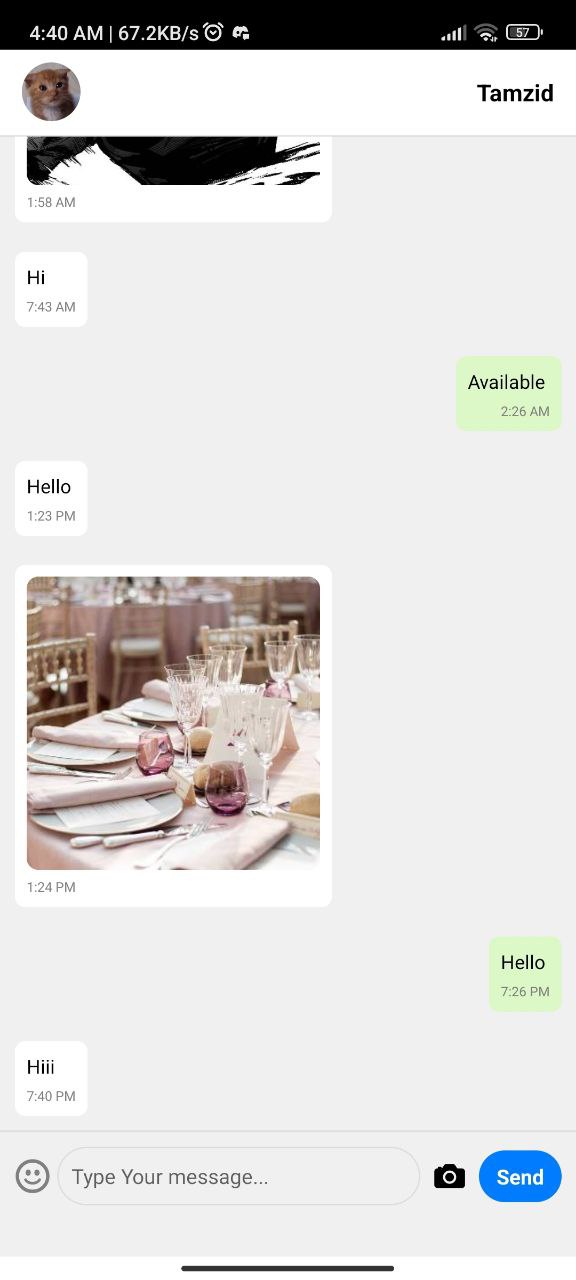 4:40 AM | 67.2KB/s
57
Tamzid
1:58 AM
Hi
7:43 AM
Available
2:26 AM
Hello
1:23 PM
1:24 PM
Hello
7:26 PM
Hiii
7:40 PM
Type Your message...
Send